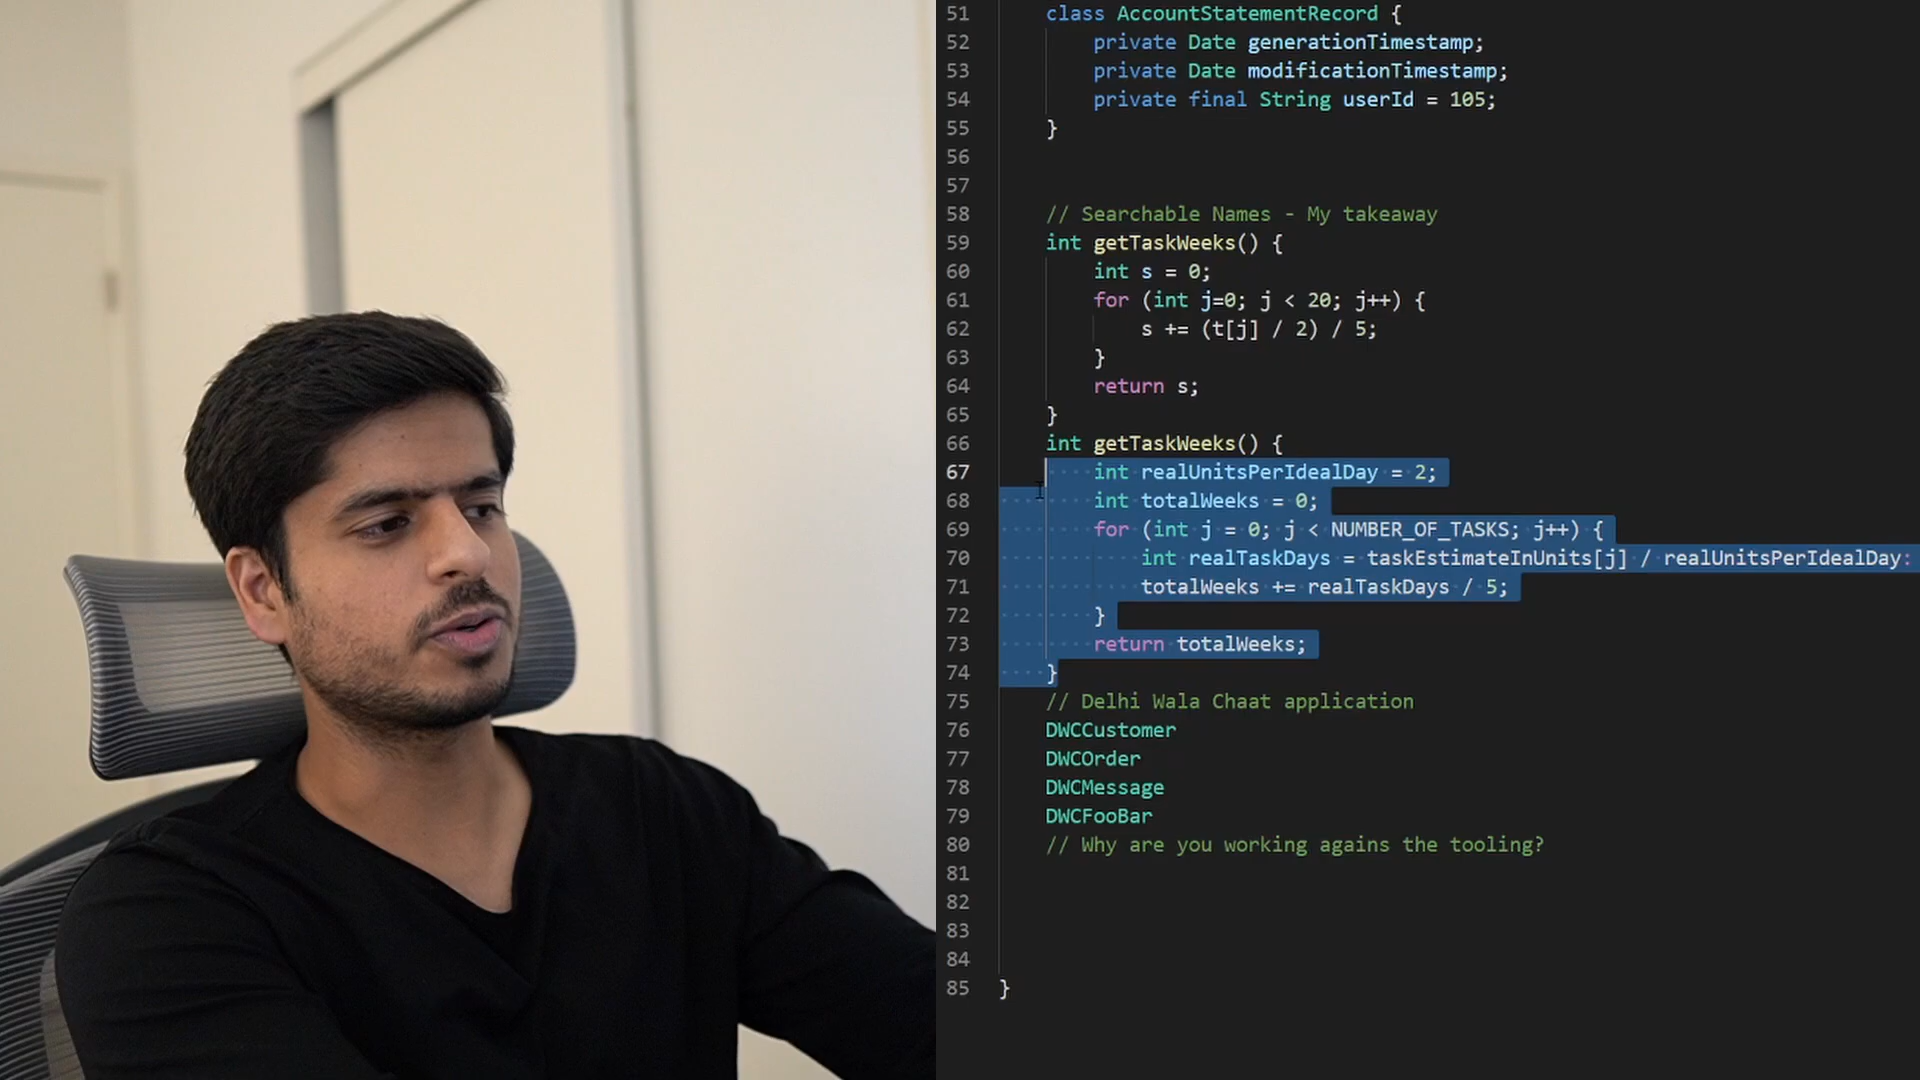 51 class AccountStatementRecord {
52 private Date generationTimestamp;
53 private Date modificationTimestamp;
54 private final String userId = 105;
55 }
56
57
58 // Searchable Names - My takeaway
59 int getTaskWeeks() {
60 int s = 0;
61 for (int j=0; j < 20; j++) {
62 s += (t[j] / 2) / 5;
63 }
64 return s;
65 }
66 int getTaskWeeks() {
67 int realUnitsPerIdealDay = 2;
68 int totalWeeks = 0;
69 for (int j = 0; j < NUMBER_OF_TASKS; j++) {
70 int realTaskDays = taskEstimateInUnits[j] / realUnitsPerIdealDay:
71 totalWeeks += realTaskDays / 5;
72 }
73 return totalWeeks;
74 }
75 // Delhi Wala Chaat application
76 DWCCustomer
77 DWCOrder
78 DWCMessage
79 DWCFooBar
80 // Why are you working agains the tooling?
81
82
83
84
85 }